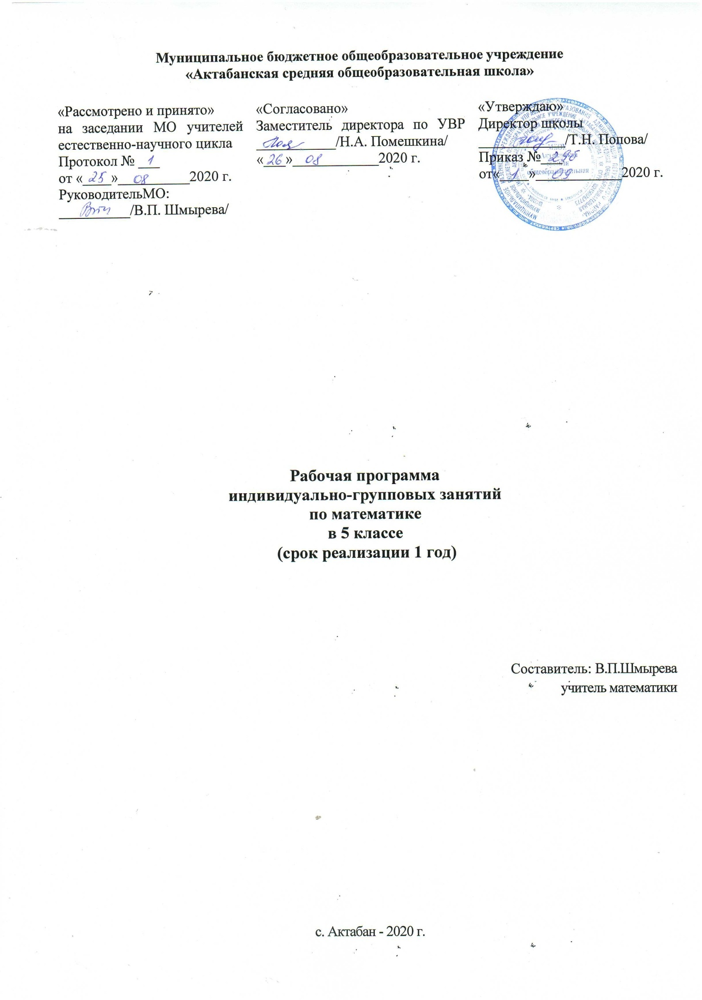 Муниципальное бюджетное общеобразовательное учреждение
«Актабанская средняя общеобразовательная школа»
«Рассмотрено и принято»
на заседании МО учителей
естественно-научного цикла
Протокол № 1
от «25» 08 2020 г.
РуководительМО:
/В.П. Шмырева/
«Согласовано»
Заместитель директора по УВР
/Н.А. Помешкина/
«26» 08 2020 г.
«Утверждаю»
Директор школы
/Т.Н. Попова/
Приказ № 295
от«1» 09 2020 г.
общеобразовательная
Рабочая программа
индивидуально-групповых занятий
по математике
в 5 классе
(срок реализации 1 год)
Составитель: В.П.Шмырева
учитель математики
с. Актабан - 2020 г.